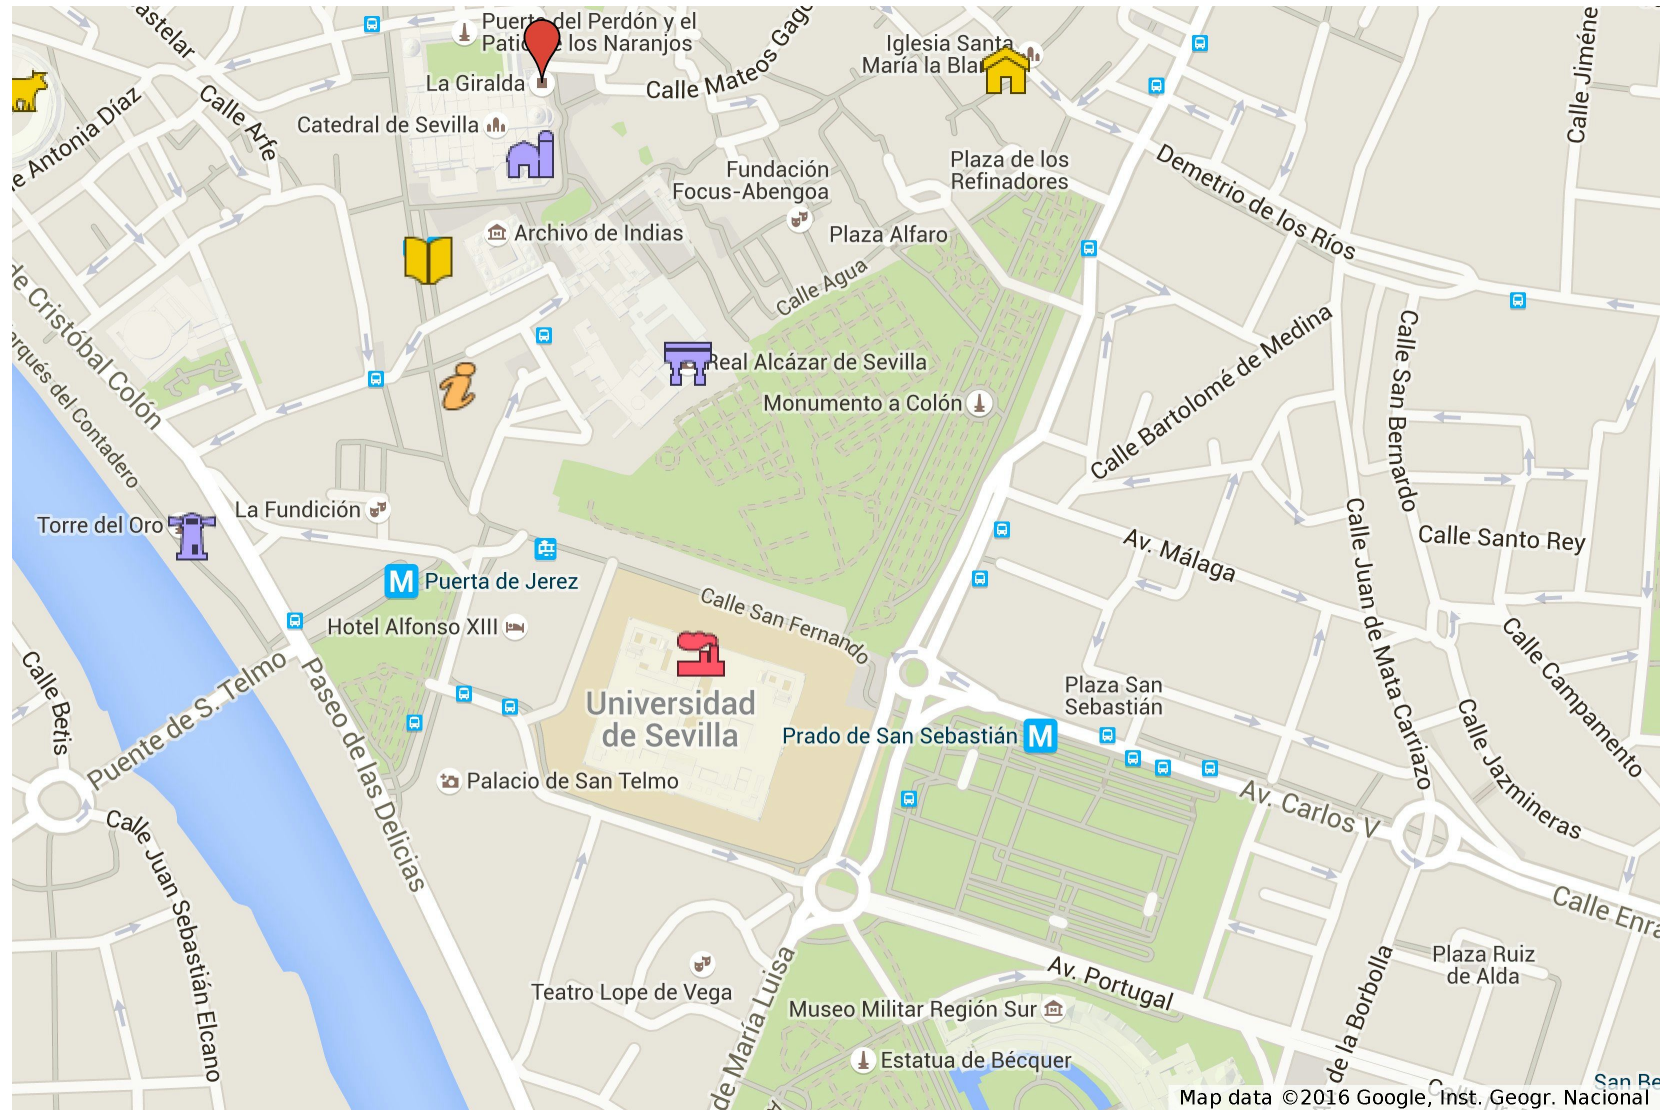 Puerta del Perdón y el
Patio de los Naranjos
Iglesia Santa
María la Bla
La Giralda
Calle Mateos Gago
Calle Jiméne
Calle Arfe
Antonia Díaz
Catedral de Sevilla
Fundación
Focus-Abengoa
Plaza de los
Refinadores
Demetrio de los Ríos
Archivo de Indias
Plaza Alfaro
Calle Agua
de Cristóbal Colón
arqués del Contadero
Real Alcázar de Sevilla
Monumento a Colón
Calle Bartolomé de Medina
Calle San Bernardo
La Fundición
Torre del Oro
Av. Málaga
Calle Santo Rey
Calle Juan de Mata Carriazo
M
Puerta de Jerez
Calle San Fernando
Hotel Alfonso XIII
Calle Betis
Puente de S. Telmo
Paseo de las Delicias
Universidad
de Sevilla
Plaza San
Sebastián
Prado de San Sebastián
M
Calle Campamento
Calle Jazmineras
Palacio de San Telmo
Av. Carlos V
Calle Juan Sebastián Elcano
Calle Enra
Teatro Lope de Vega
de María Luisa
Av. Portugal
Plaza Ruiz
de Alda
Museo Militar Región Sur
de la Borbolla
Estatua de Bécquer
San Be
Map data ©2016 Google, Inst. Geogr. Nacional